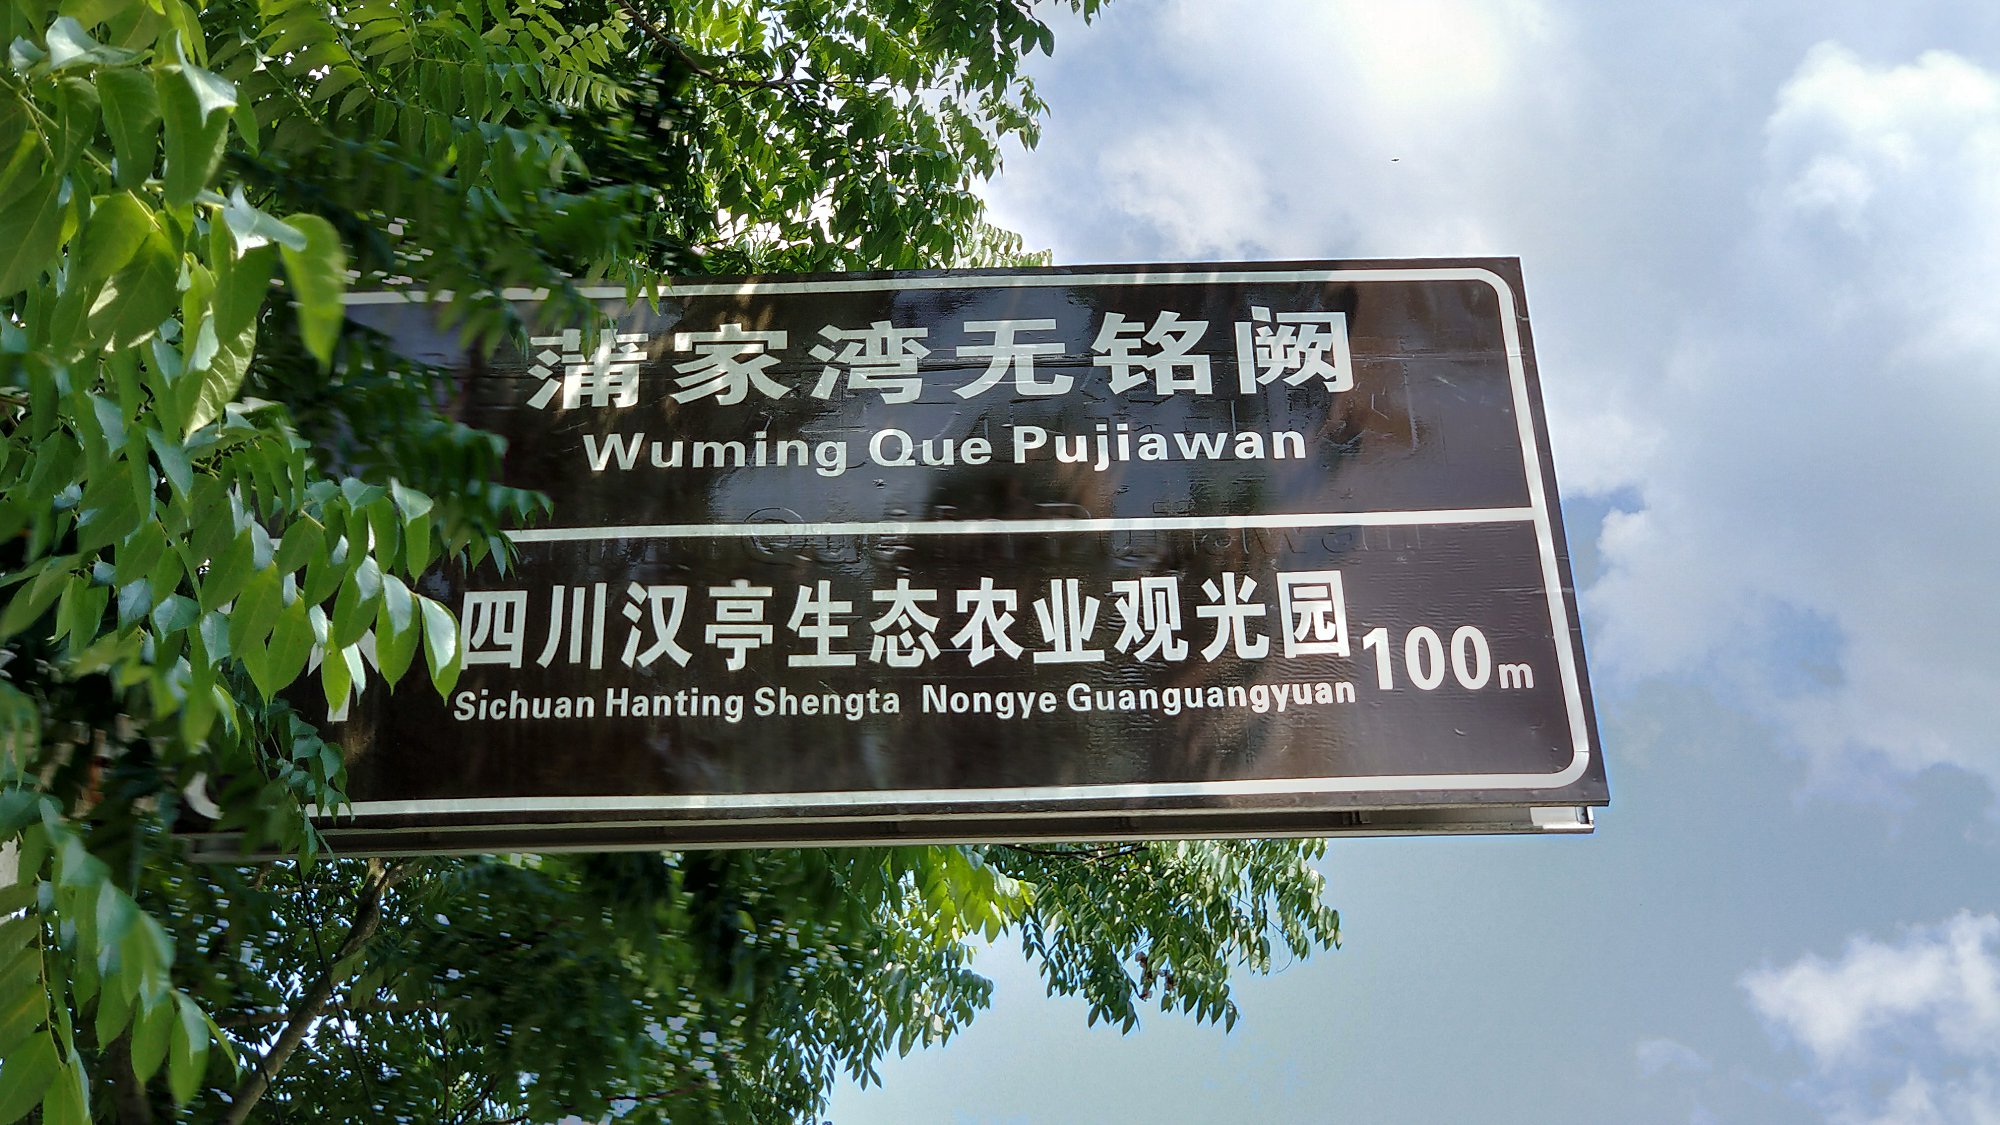 蒲家湾无铭阙
Wuming Que Pujiawan
四川汉亭生态农业观光园
Sichuan Hanting Shengta Nongye Guanguangyuan
100m